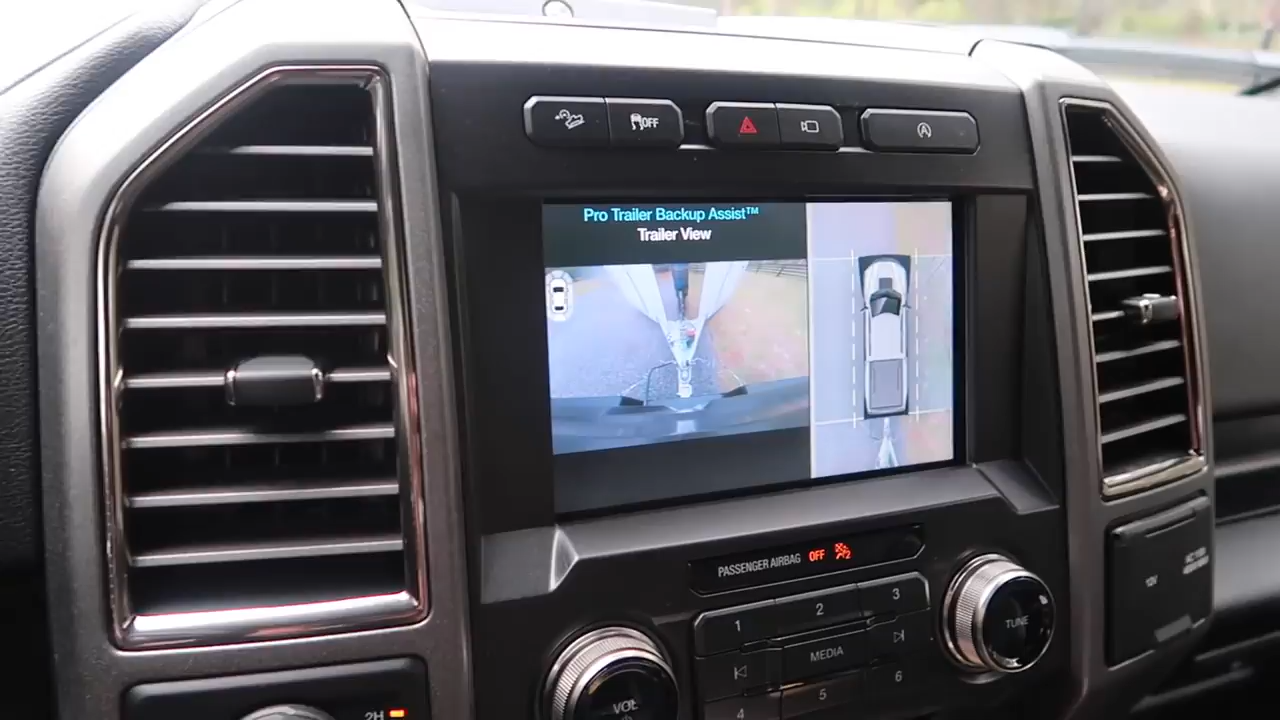 OFF
Pro Trailer Backup Assist™
Trailer View
PASSENGER AIRBAG OFF
1 2 3
MEDIA
4 5 6
VOL
TUNE
12V
2H